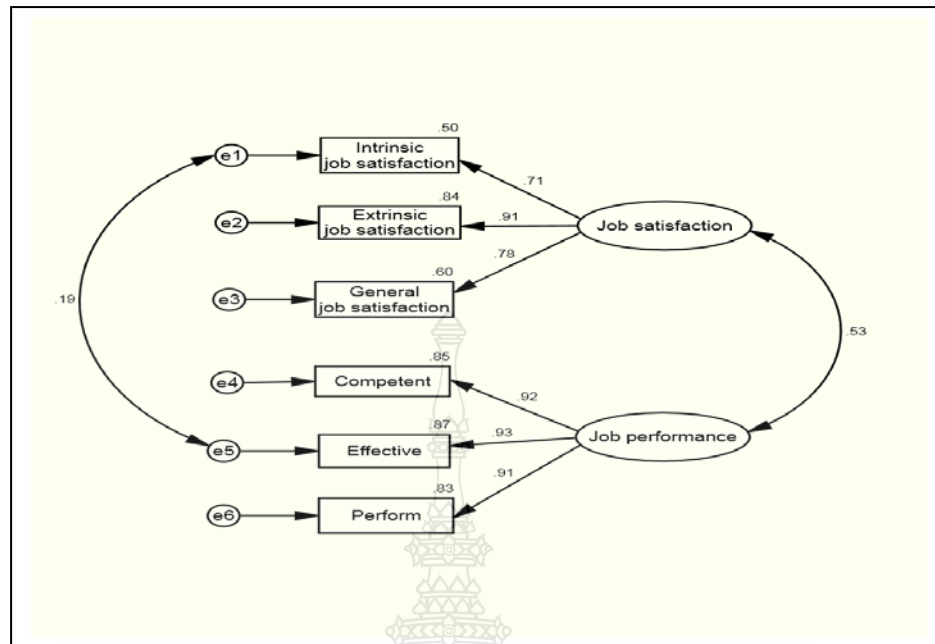 .50
e1
Intrinsic
job satisfaction
.71
.84
e2
Extrinsic
job satisfaction
.91
Job satisfaction
.78
.60
e3
General
job satisfaction
.19
.53
.85
e4
Competent
.92
.87
e5
Effective
.93
Job performance
.91
.83
e6
Perform